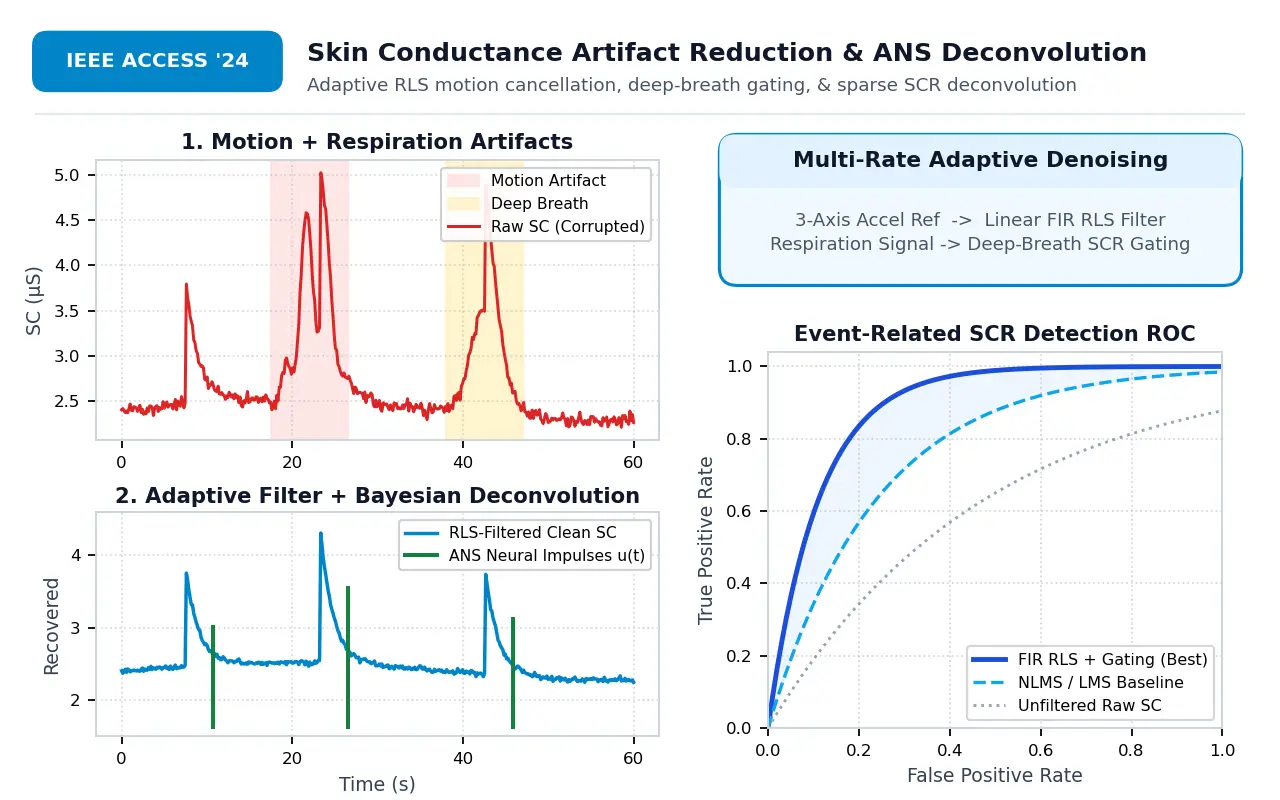 IEEE ACCESS '24
Skin Conductance Artifact Reduction & ANS Deconvolution
Adaptive RLS motion cancellation, deep-breath gating, & sparse SCR deconvolution
1. Motion + Respiration Artifacts
SC (µS)
5.0
4.5
4.0
3.5
3.0
2.5
Motion Artifact
Deep Breath
Raw SC (Corrupted)
0
20
40
60
2. Adaptive Filter + Bayesian Deconvolution
Recovered
4
3
2
RLS-Filtered Clean SC
ANS Neural Impulses u(t)
0
20
40
60
Time (s)
Multi-Rate Adaptive Denoising
3-Axis Accel Ref -> Linear FIR RLS Filter
Respiration Signal -> Deep-Breath SCR Gating
Event-Related SCR Detection ROC
True Positive Rate
1.0
0.8
0.6
0.4
0.2
0.0
FIR RLS + Gating (Best)
NLMS / LMS Baseline
Unfiltered Raw SC
0.0
0.2
0.4
0.6
0.8
1.0
False Positive Rate